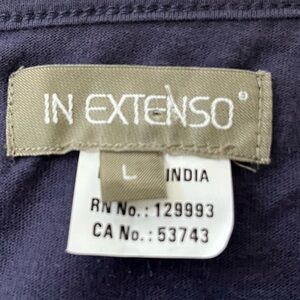 IN EXTENSO®
L
INDIA
RN No.: 129993
CA No.: 53743